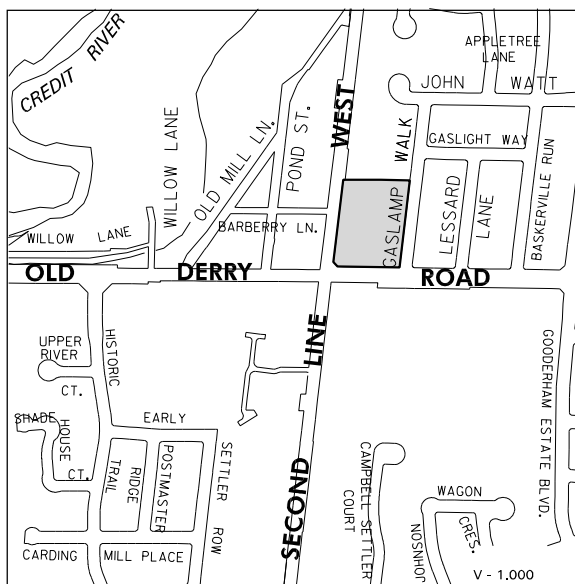 CREDIT RIVER
APPLETREE
LANE
JOHN WATT
WILLOW LANE
OLD MILL LN.
POND ST.
WEST
WALK
GASLIGHT WAY
BASKERVILLE RUN
GASLAMP
LESSARD
LANE
BARBERRY LN.
WILLOW LANE
OLD DERRY ROAD
LINE
SECOND
UPPER
RIVER
CT.
HISTORIC
TRAIL
SHADE
HOUSE
CT.
EARLY
SETTLER ROW
RIDGE
POSTMASTER
CARDING MILL PLACE
CAMPBELL SETTLER
COURT
WAGON
CRES.
JOHNSON
GOODERHAM ESTATE BLVD.
V - 1.000